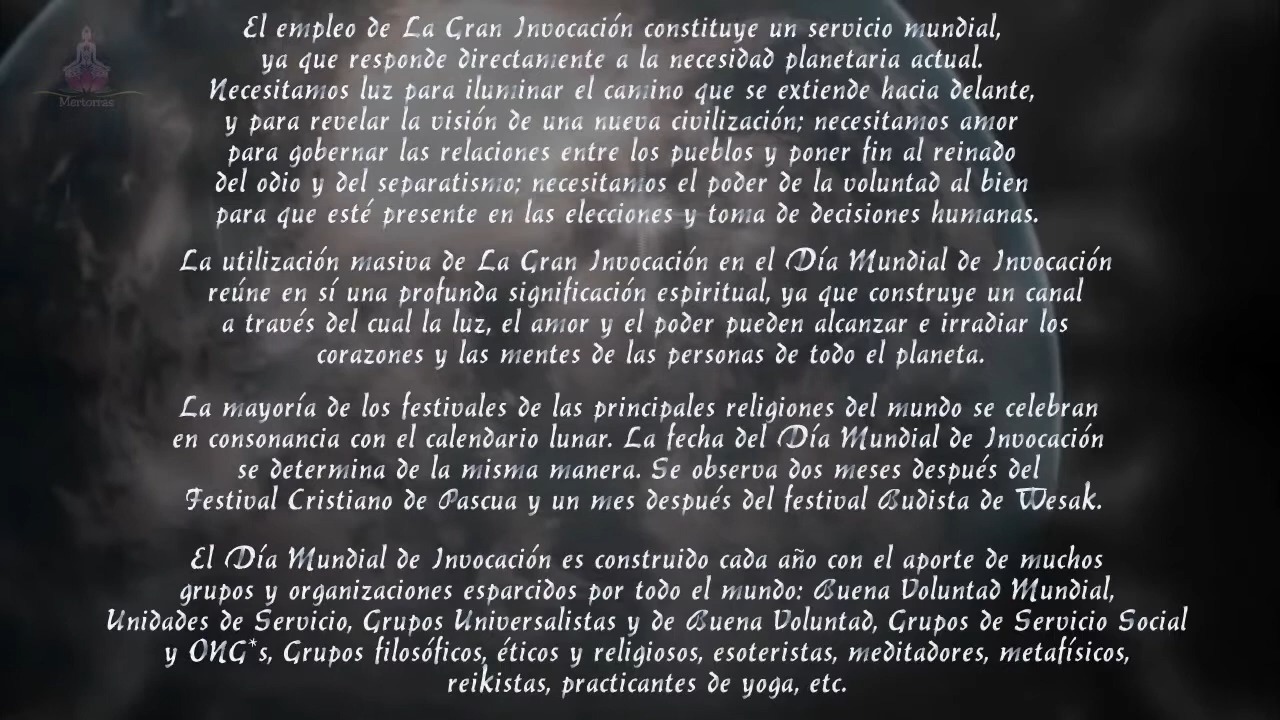 El empleo de La Gran Invocación constituye un servicio mundial,
ya que responde directamente a la necesidad planetaria actual.
Necesitamos luz para iluminar el camino que se extiende hacia delante,
y para revelar la visión de una nueva civilización; necesitamos amor
para gobernar las relaciones entre los pueblos y poner fin al reinado
del odio y del separatismo; necesitamos el poder de la voluntad al bien
para que esté presente en las elecciones y toma de decisiones humanas.
La utilización masiva de La Gran Invocación en el Día Mundial de Invocación
reúne en sí una profunda significación espiritual, ya que construye un canal
a través del cual la luz, el amor y el poder pueden alcanzar e irradiar los
corazones y las mentes de las personas de todo el planeta.
La mayoría de los festivales de las principales religiones del mundo se celebran
en consonancia con el calendario lunar. La fecha del Día Mundial de Invocación
se determina de la misma manera. Se observa dos meses después del
Festival Cristiano de Pascua y un mes después del festival Budista de Wesak.
El Día Mundial de Invocación es construido cada año con el aporte de muchos
grupos y organizaciones esparcidos por todo el mundo: Buena Voluntad Mundial,
Unidades de Servicio, Grupos Universalistas y de Buena Voluntad, Grupos de Servicio Social
y ONG*s, Grupos filosóficos, éticos y religiosos, esoteristas, meditadores, metafísicos,
reikistas, practicantes de yoga, etc.
Mertorras